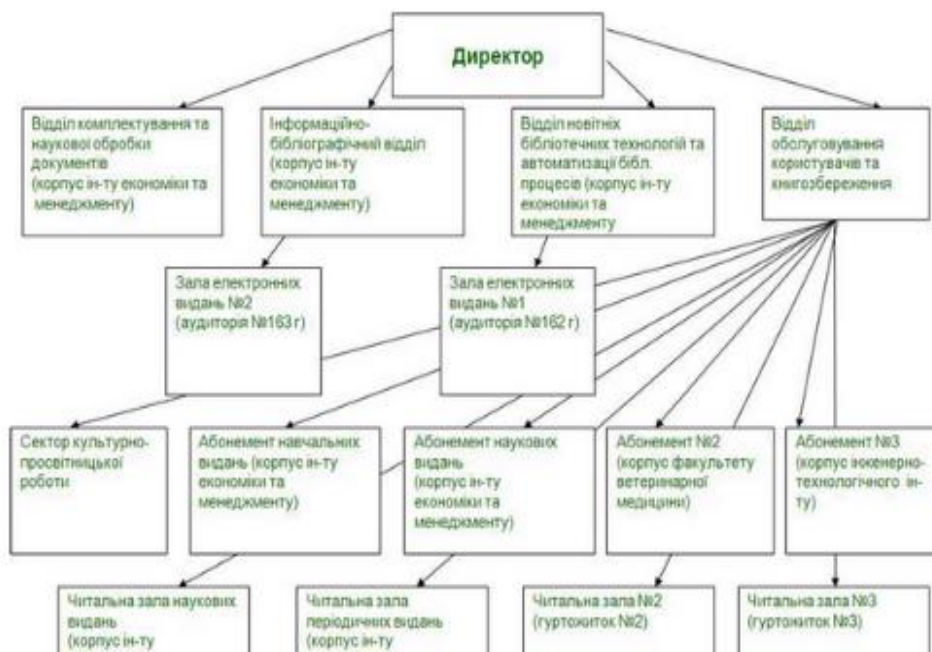 Директор
Відділ комплектування та
наукової обробки
документів
(корпус ін-ту економіки та
менеджменту)
Інформаційно-
бібліографічний відділ
(корпус ін-ту
економіки та
менеджменту)
Відділ новітніх
бібліотечних технологій та
автоматизації бібл.
процесів (корпус ін-ту
економіки та
менеджменту
Відділ
обслуговування
користувачів та
книгозбереження
Зала електронних
видань №2
(аудиторія №163 г)
Зала електронних
видань №1
(аудиторія №162 г)
Сектор культурно-
просвітницької
роботи
Абонемент навчальних
видань (корпус ін-ту
економіки та
менеджменту)
Абонемент наукових
видань
(корпус ін-ту
економіки та
менеджменту)
Абонемент №2
(корпус факультету
ветеринарної
медицини)
Абонемент №3
(корпус інженерно-
технологічного ін-
ту)
Читальна зала наукових
видань
(корпус ін-ту
Читальна зала
періодичних видань
(корпус ін-ту
Читальна зала №2
(гуртожиток №2)
Читальна зала №3
(гуртожиток №3)